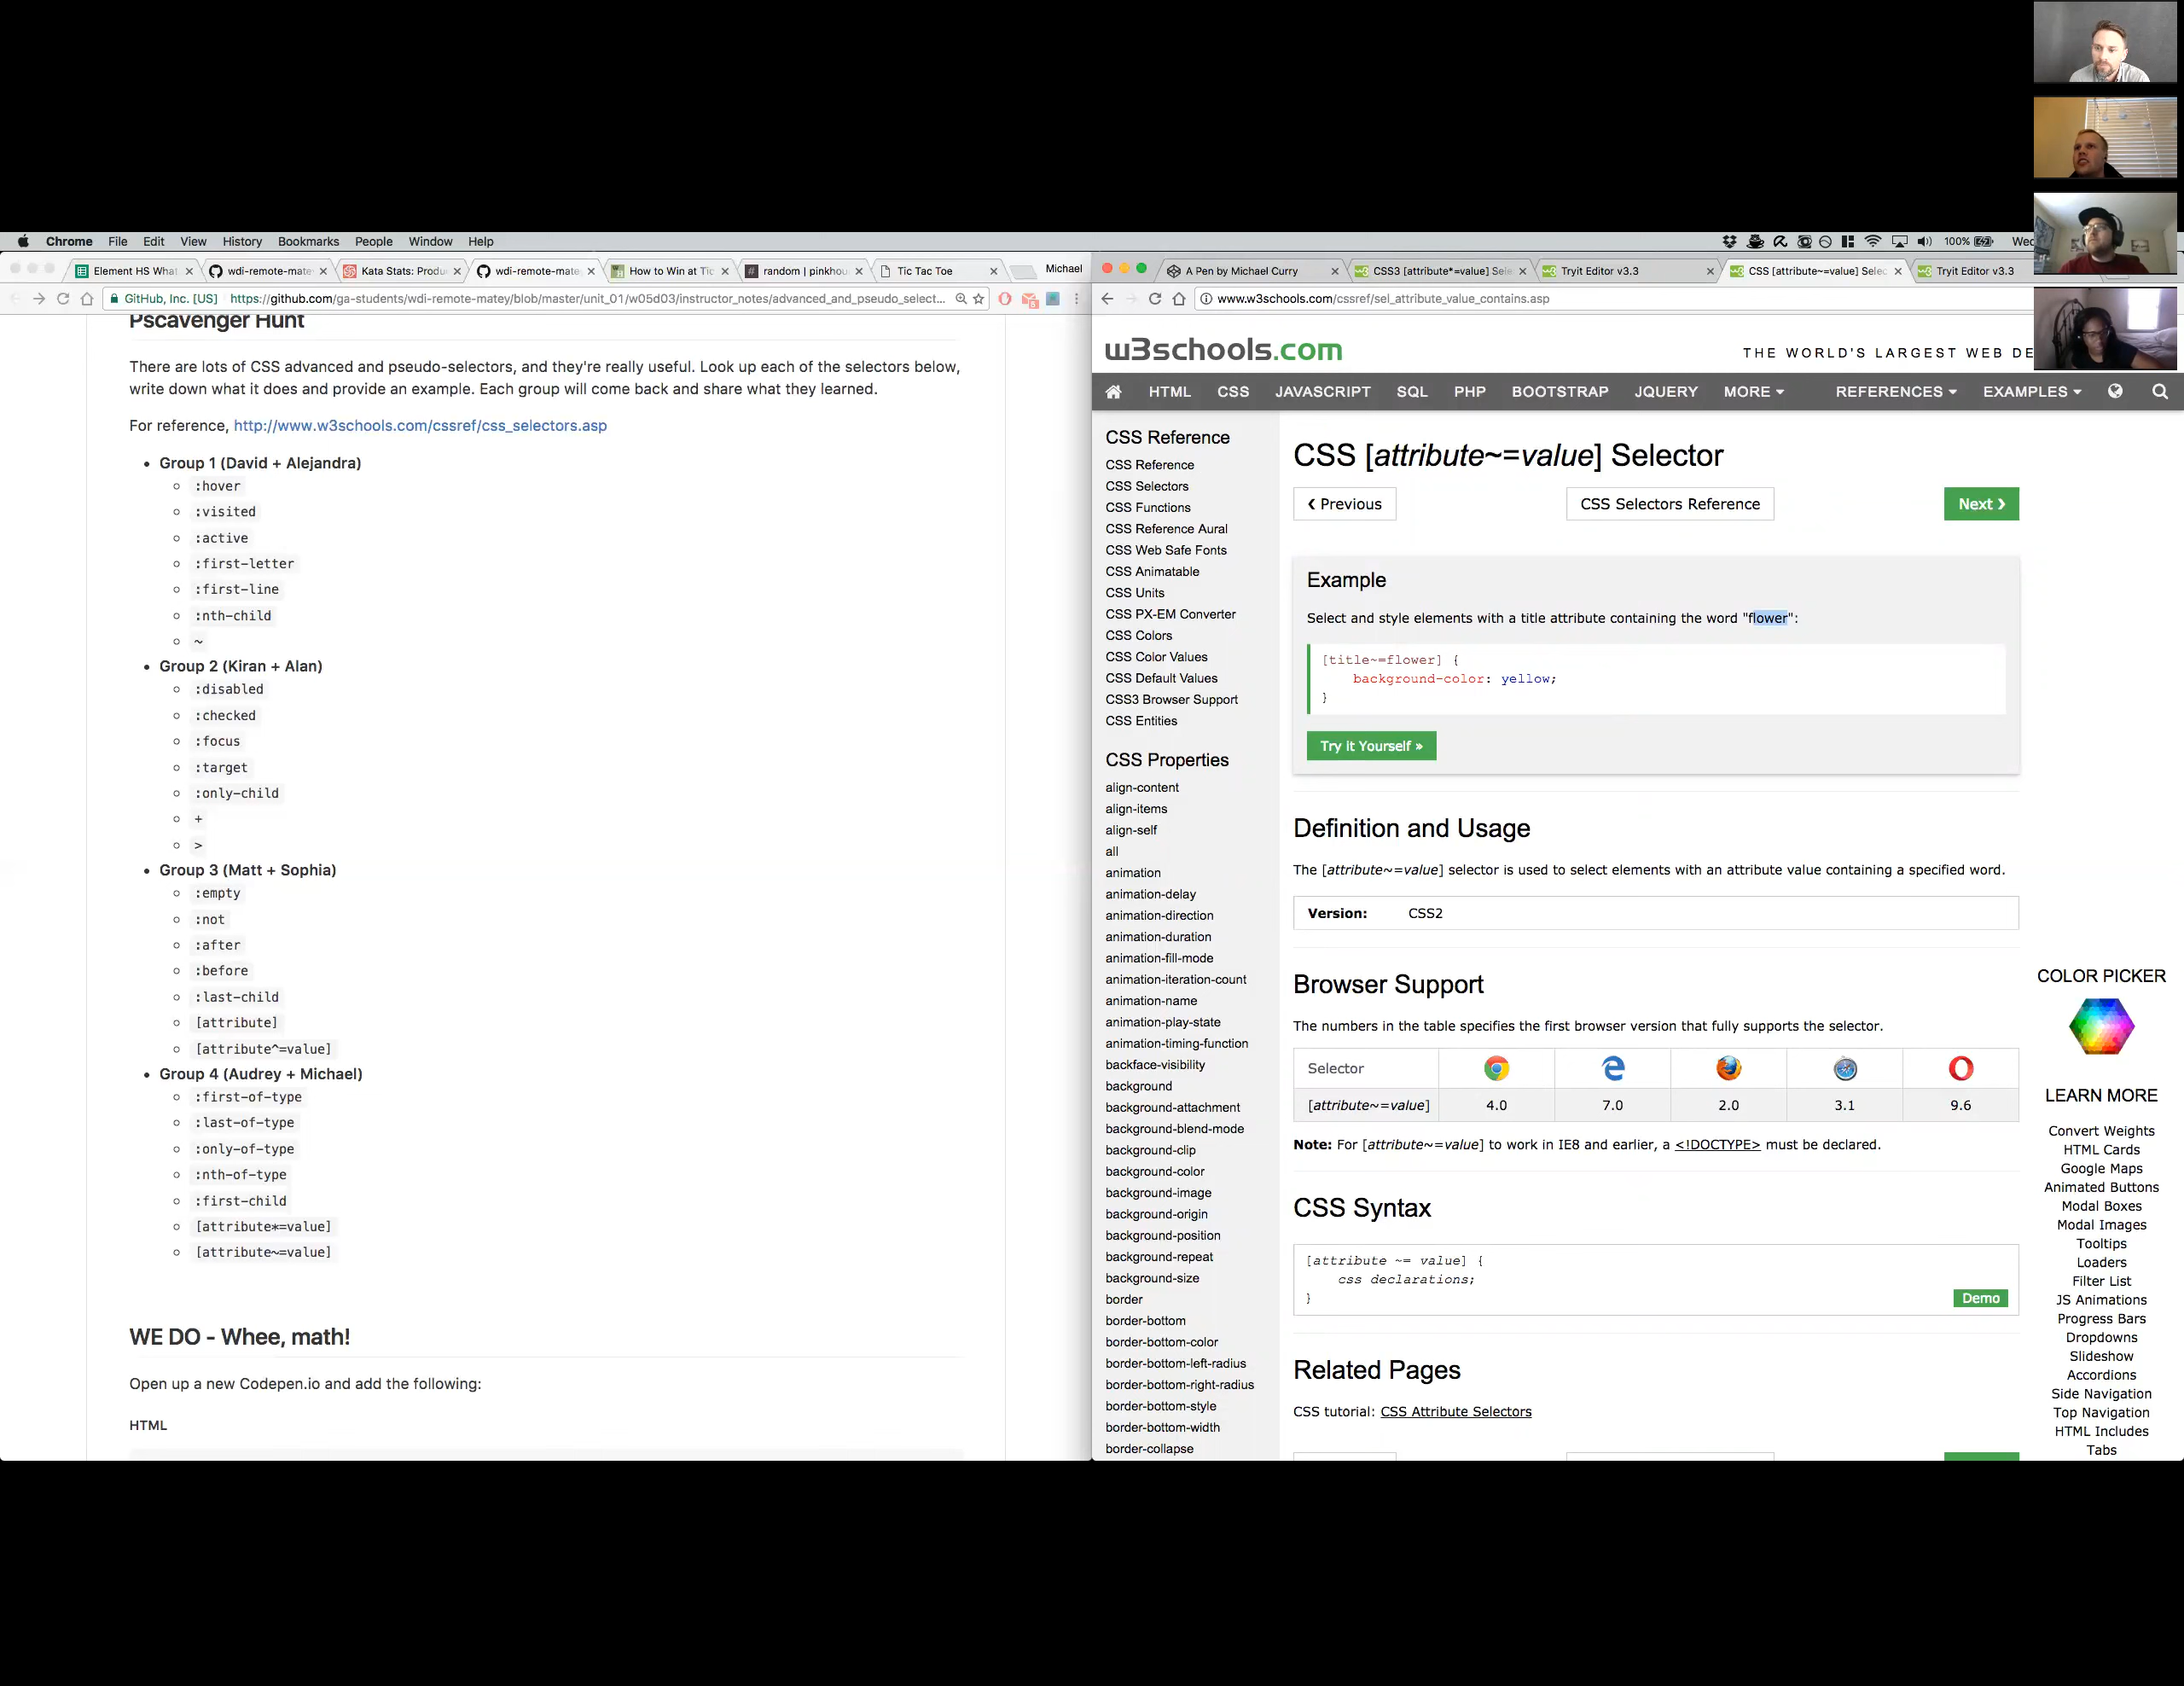 Chrome File Edit View History Bookmarks People Window Help
100%
Element HS What
wdi-remote-mate
Kata Stats: Produ
wdi-remote-mate
How to Win at Tic
random | pinkhou
Tic Tac Toe
Michael
GitHub, Inc. [US] https://github.com/ga-students/wdi-remote-matey/blob/master/unit_01/w05d03/instructor_notes/advanced_and_pseudo_select...
Pscavenger Hunt
There are lots of CSS advanced and pseudo-selectors, and they're really useful. Look up each of the selectors below,
write down what it does and provide an example. Each group will come back and share what they learned.
For reference, http://www.w3schools.com/cssref/css_selectors.asp
Group 1 (David + Alejandra)
:hover
:visited
:active
:first-letter
:first-line
:nth-child
~
Group 2 (Kiran + Alan)
:disabled
:checked
:focus
:target
:only-child
+
>
Group 3 (Matt + Sophia)
:empty
:not
:after
:before
:last-child
[attribute]
[attribute^=value]
Group 4 (Audrey + Michael)
:first-of-type
:last-of-type
:only-of-type
:nth-of-type
:first-child
[attribute*=value]
[attribute~=value]
WE DO - Whee, math!
Open up a new Codepen.io and add the following:
HTML
A Pen by Michael Curry
CSS3 [attribute*=value] Sele
Tryit Editor v3.3
CSS [attribute~=value] Selec
Tryit Editor v3.3
www.w3schools.com/cssref/sel_attribute_value_contains.asp
w3schools.com
THE WORLD'S LARGEST WEB DE
HTML CSS JAVASCRIPT SQL PHP BOOTSTRAP JQUERY MORE REFERENCES EXAMPLES
CSS Reference
CSS Reference
CSS Selectors
CSS Functions
CSS Reference Aural
CSS Web Safe Fonts
CSS Animatable
CSS Units
CSS PX-EM Converter
CSS Colors
CSS Color Values
CSS Default Values
CSS3 Browser Support
CSS Entities
CSS Properties
align-content
align-items
align-self
all
animation
animation-delay
animation-direction
animation-duration
animation-fill-mode
animation-iteration-count
animation-name
animation-play-state
animation-timing-function
backface-visibility
background
background-attachment
background-blend-mode
background-clip
background-color
background-image
background-origin
background-position
background-repeat
background-size
border
border-bottom
border-bottom-color
border-bottom-left-radius
border-bottom-right-radius
border-bottom-style
border-bottom-width
border-collapse
CSS [attribute~=value] Selector
❮ Previous
CSS Selectors Reference
Next ❯
Example
Select and style elements with a title attribute containing the word "flower":
[title~=flower] {
background-color: yellow;
}
Try it Yourself »
Definition and Usage
The [attribute~=value] selector is used to select elements with an attribute value containing a specified word.
Version: CSS2
Browser Support
The numbers in the table specifies the first browser version that fully supports the selector.
Selector
[attribute~=value] 4.0 7.0 2.0 3.1 9.6
Note: For [attribute~=value] to work in IE8 and earlier, a <!DOCTYPE> must be declared.
CSS Syntax
[attribute ~= value] {
css declarations;
}
Demo
Related Pages
CSS tutorial: CSS Attribute Selectors
COLOR PICKER
LEARN MORE
Convert Weights
HTML Cards
Google Maps
Animated Buttons
Modal Boxes
Modal Images
Tooltips
Loaders
Filter List
JS Animations
Progress Bars
Dropdowns
Slideshow
Accordions
Side Navigation
Top Navigation
HTML Includes
Tabs